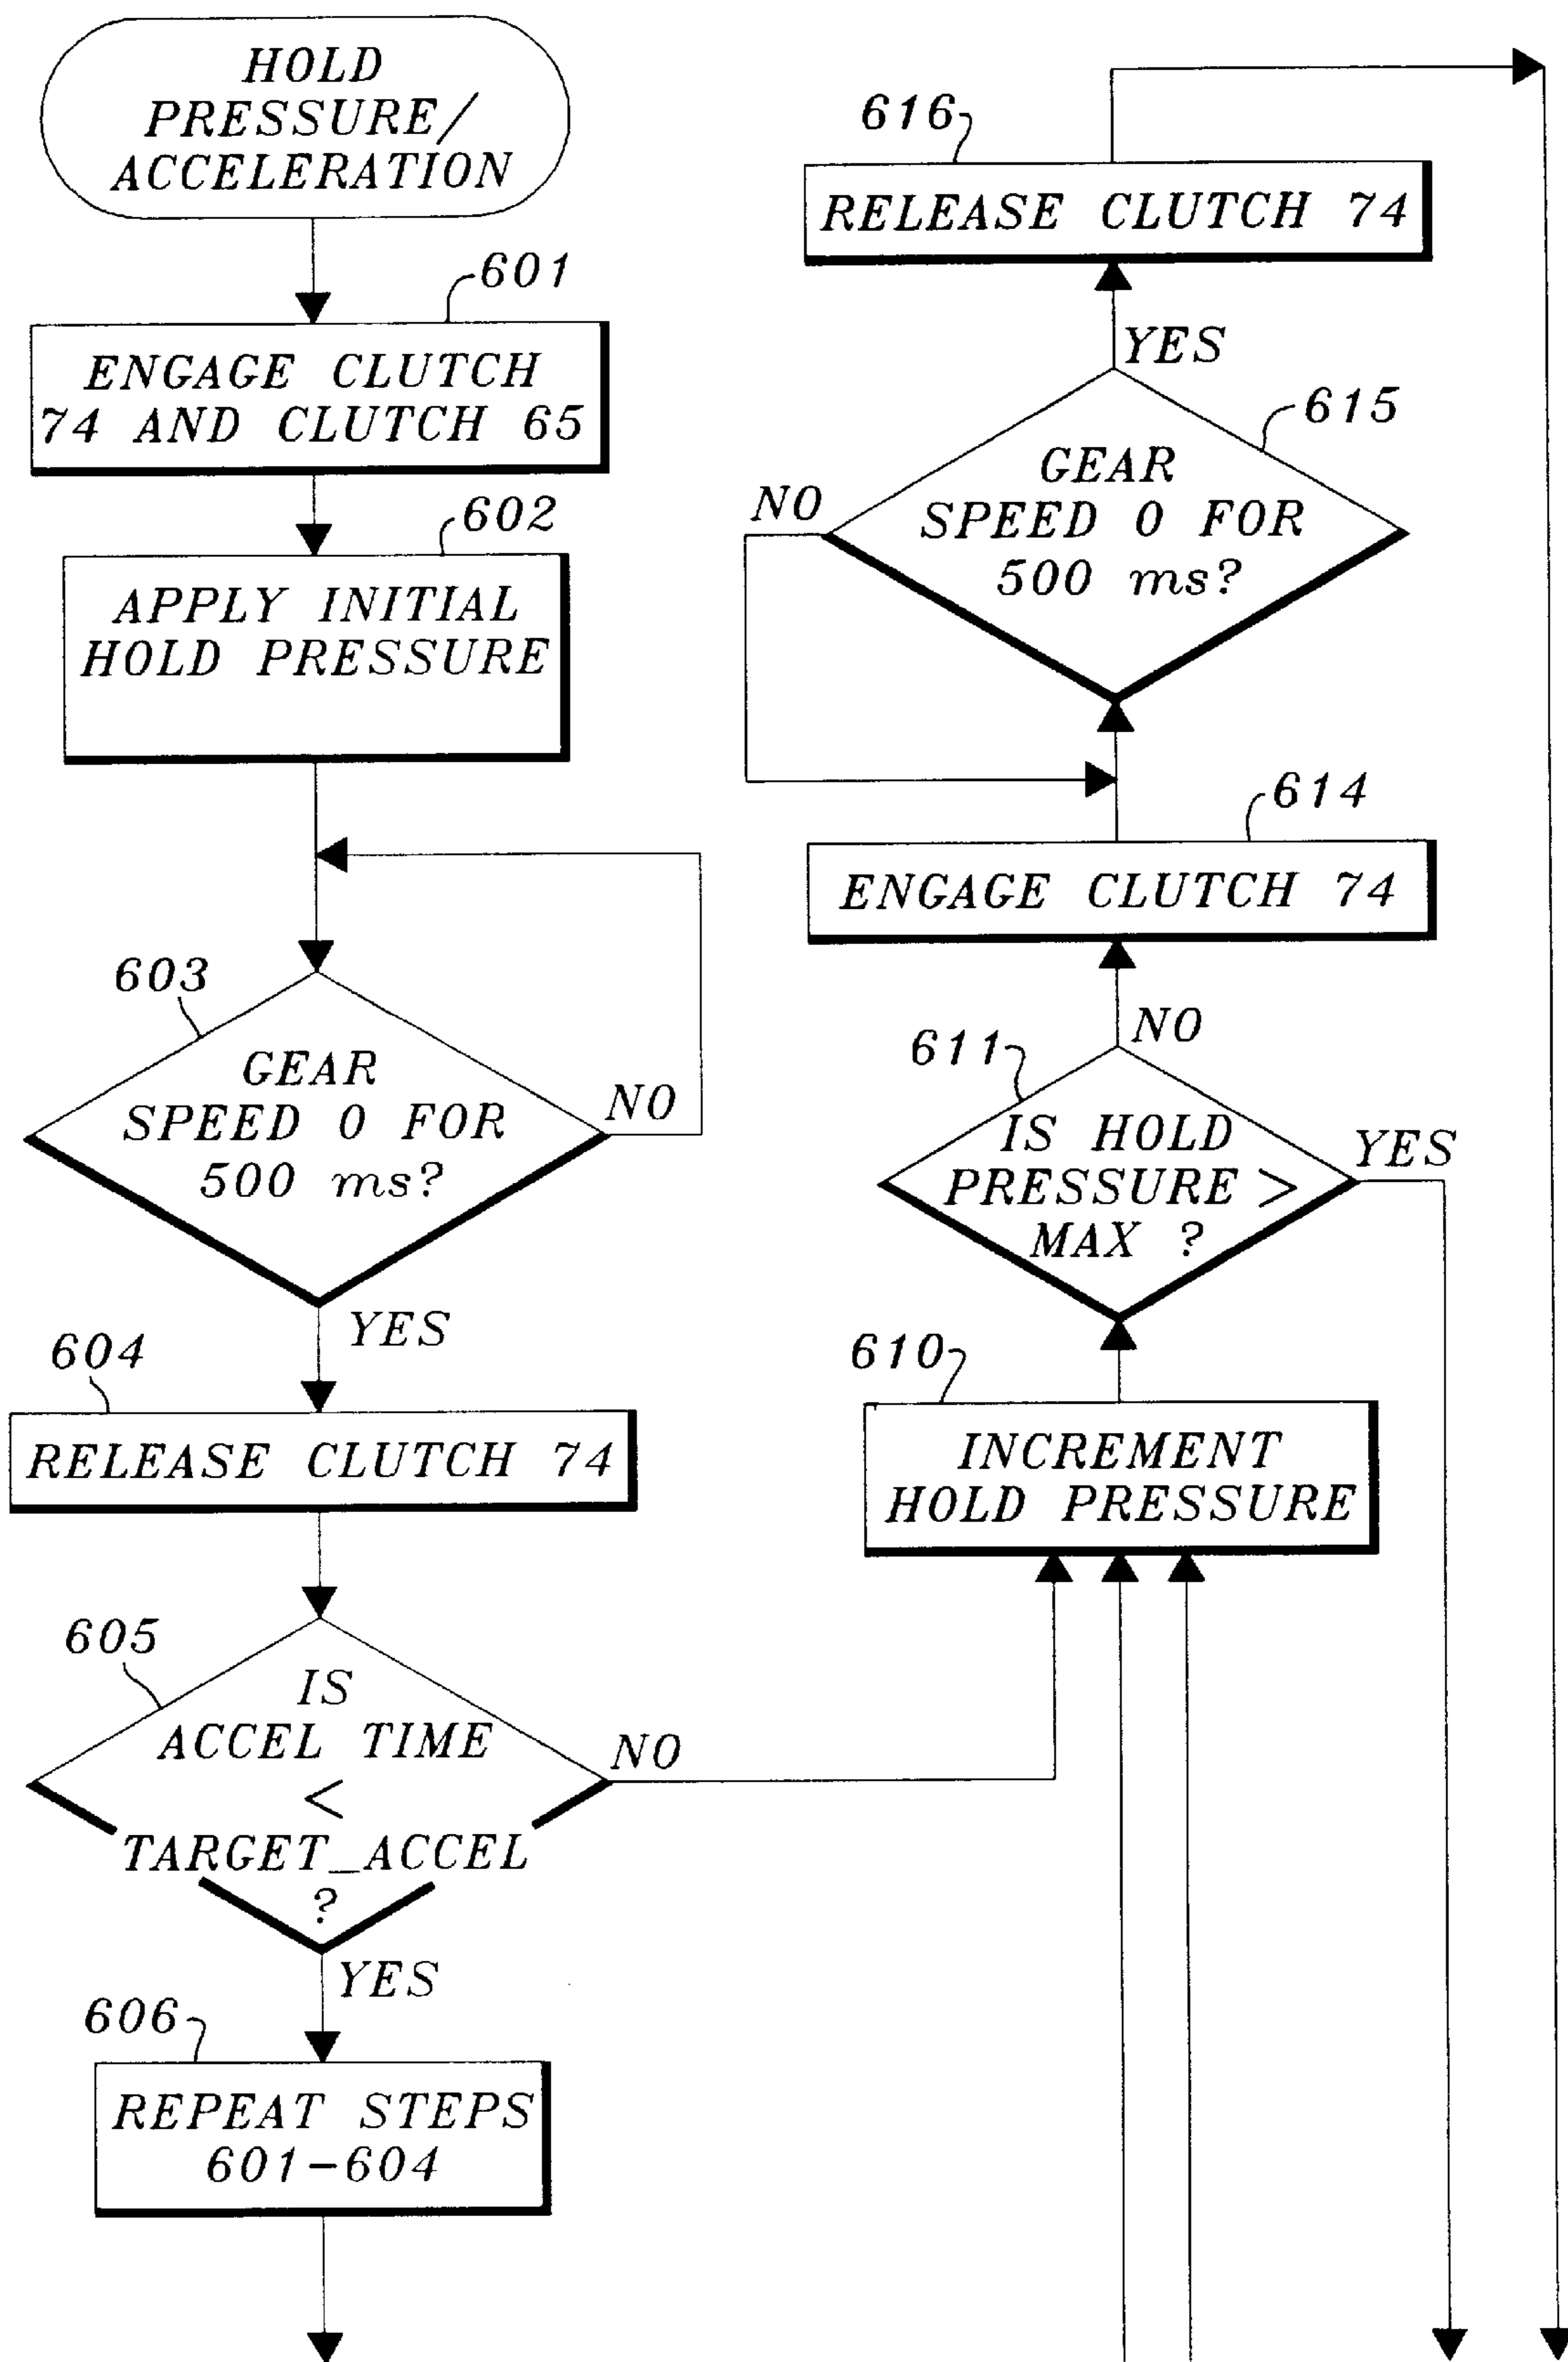 HOLD
PRESSURE/
ACCELERATION
601
ENGAGE CLUTCH
74 AND CLUTCH 65
602
APPLY INITIAL
HOLD PRESSURE
603
GEAR
SPEED 0 FOR
500 ms?
NO
YES
604
RELEASE CLUTCH 74
605
IS
ACCEL TIME
<
TARGET_ACCEL
?
NO
YES
606
REPEAT STEPS
601-604
616
RELEASE CLUTCH 74
YES
615
GEAR
SPEED 0 FOR
500 ms?
NO
614
ENGAGE CLUTCH 74
NO
611
IS HOLD
PRESSURE >
MAX ?
YES
610
INCREMENT
HOLD PRESSURE